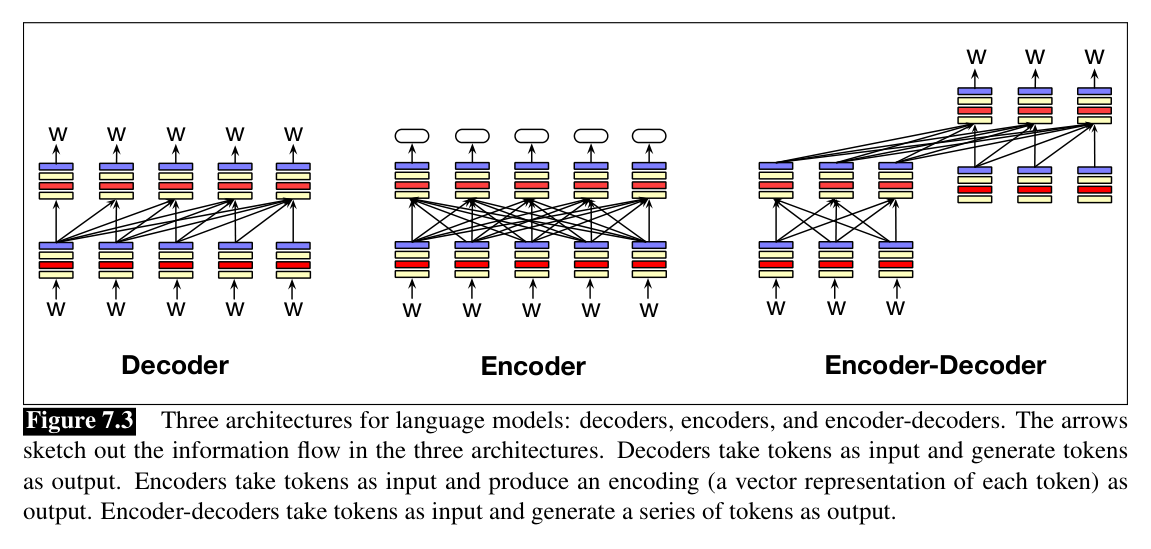 w w w
w w w w w
w w w w w w w w w w w w w
Decoder Encoder Encoder-Decoder
Figure 7.3 Three architectures for language models: decoders, encoders, and encoder-decoders. The arrows
sketch out the information flow in the three architectures. Decoders take tokens as input and generate tokens
as output. Encoders take tokens as input and produce an encoding (a vector representation of each token) as
output. Encoder-decoders take tokens as input and generate a series of tokens as output.